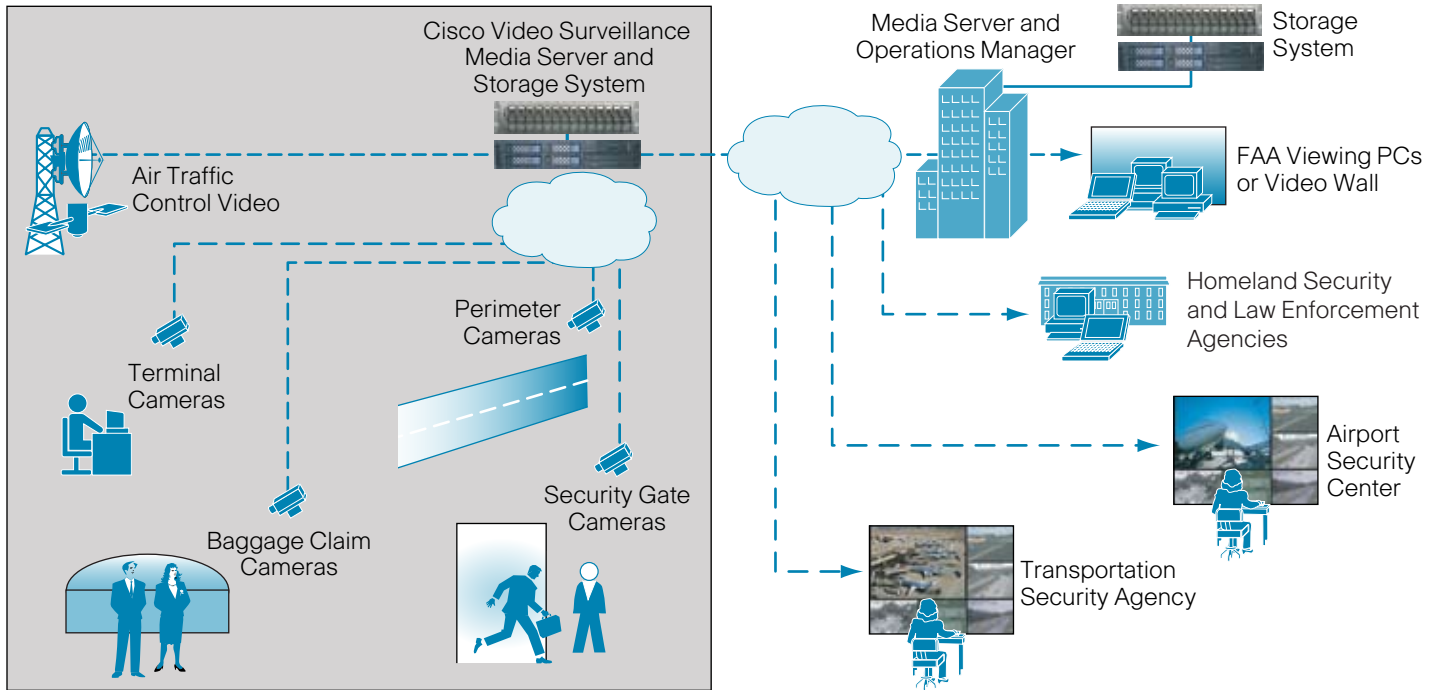 Cisco Video Surveillance
Media Server and
Storage System
Air Traffic
Control Video
Terminal
Cameras
Perimeter
Cameras
Baggage Claim
Cameras
Security Gate
Cameras
Media Server and
Operations Manager
Storage
System
FAA Viewing PCs
or Video Wall
Homeland Security
and Law Enforcement
Agencies
Airport
Security
Center
Transportation
Security Agency